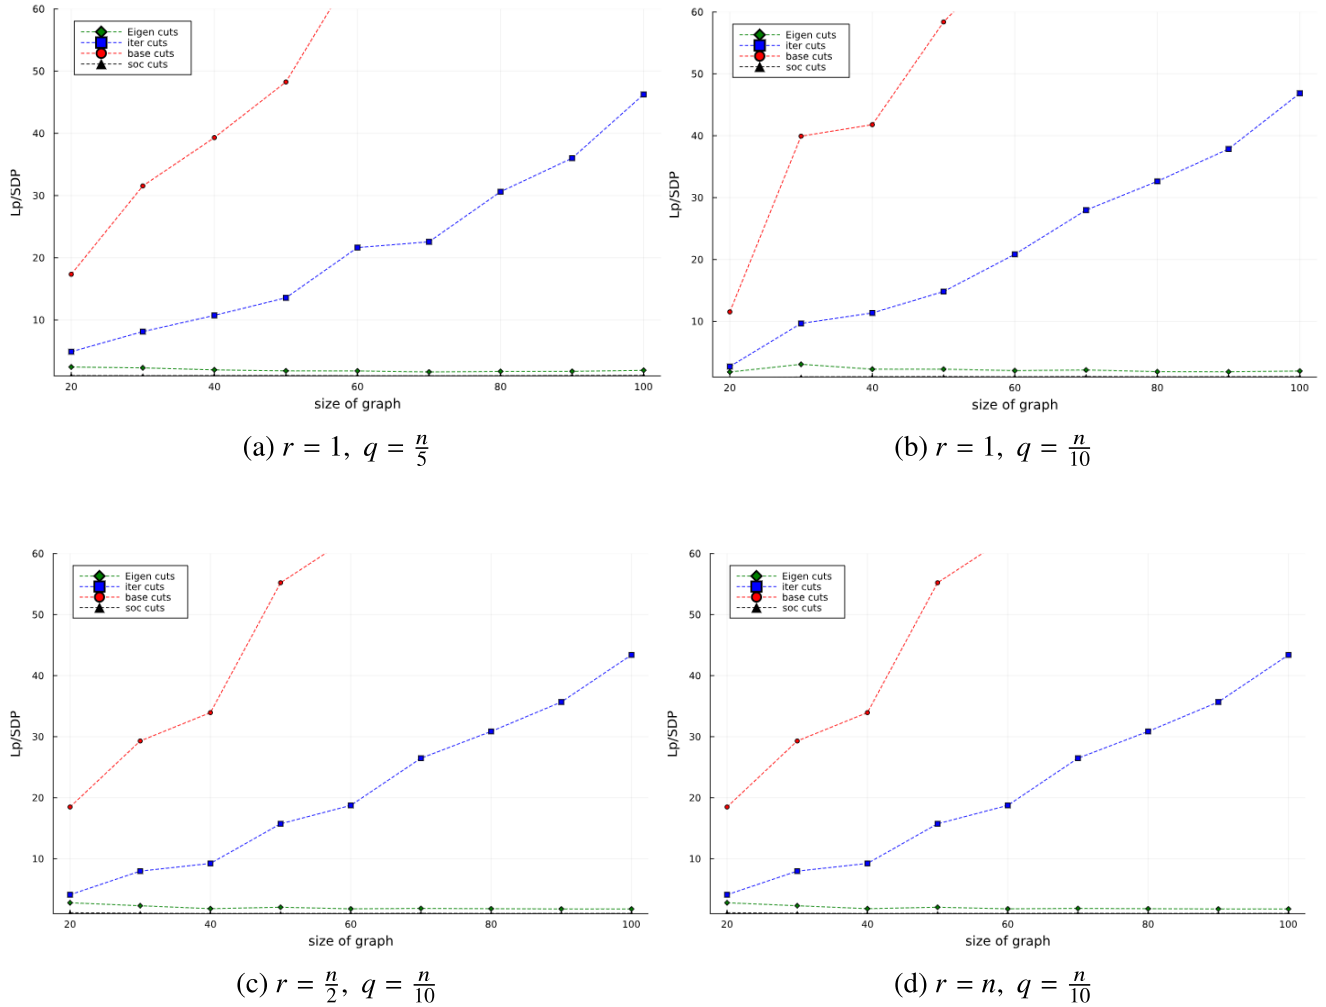 60
50
40
30
20
10
Lp/SDP
Eigen cuts
iter cuts
base cuts
soc cuts
20 40 60 80 100
size of graph
(a) r = 1, q = n/5
60
50
40
30
20
10
Lp/SDP
Eigen cuts
iter cuts
base cuts
soc cuts
20 40 60 80 100
size of graph
(b) r = 1, q = n/10
60
50
40
30
20
10
Lp/SDP
Eigen cuts
iter cuts
base cuts
soc cuts
20 40 60 80 100
size of graph
(c) r = n/2, q = n/10
60
50
40
30
20
10
Lp/SDP
Eigen cuts
iter cuts
base cuts
soc cuts
20 40 60 80 100
size of graph
(d) r = n, q = n/10